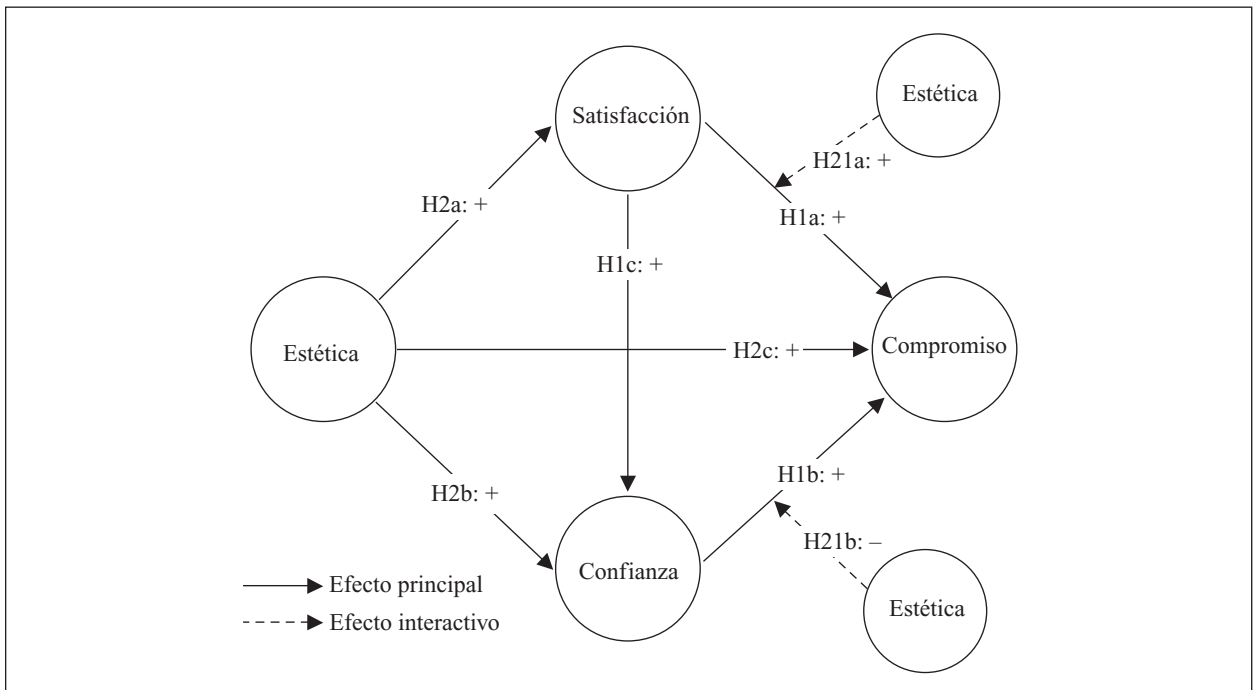 Satisfacción
Estética
H21a: +
H2a: +
H1a: +
H1c: +
Estética
H2c: +
Compromiso
H2b: +
H1b: +
H21b: –
Confianza
Estética
Efecto principal
Efecto interactivo